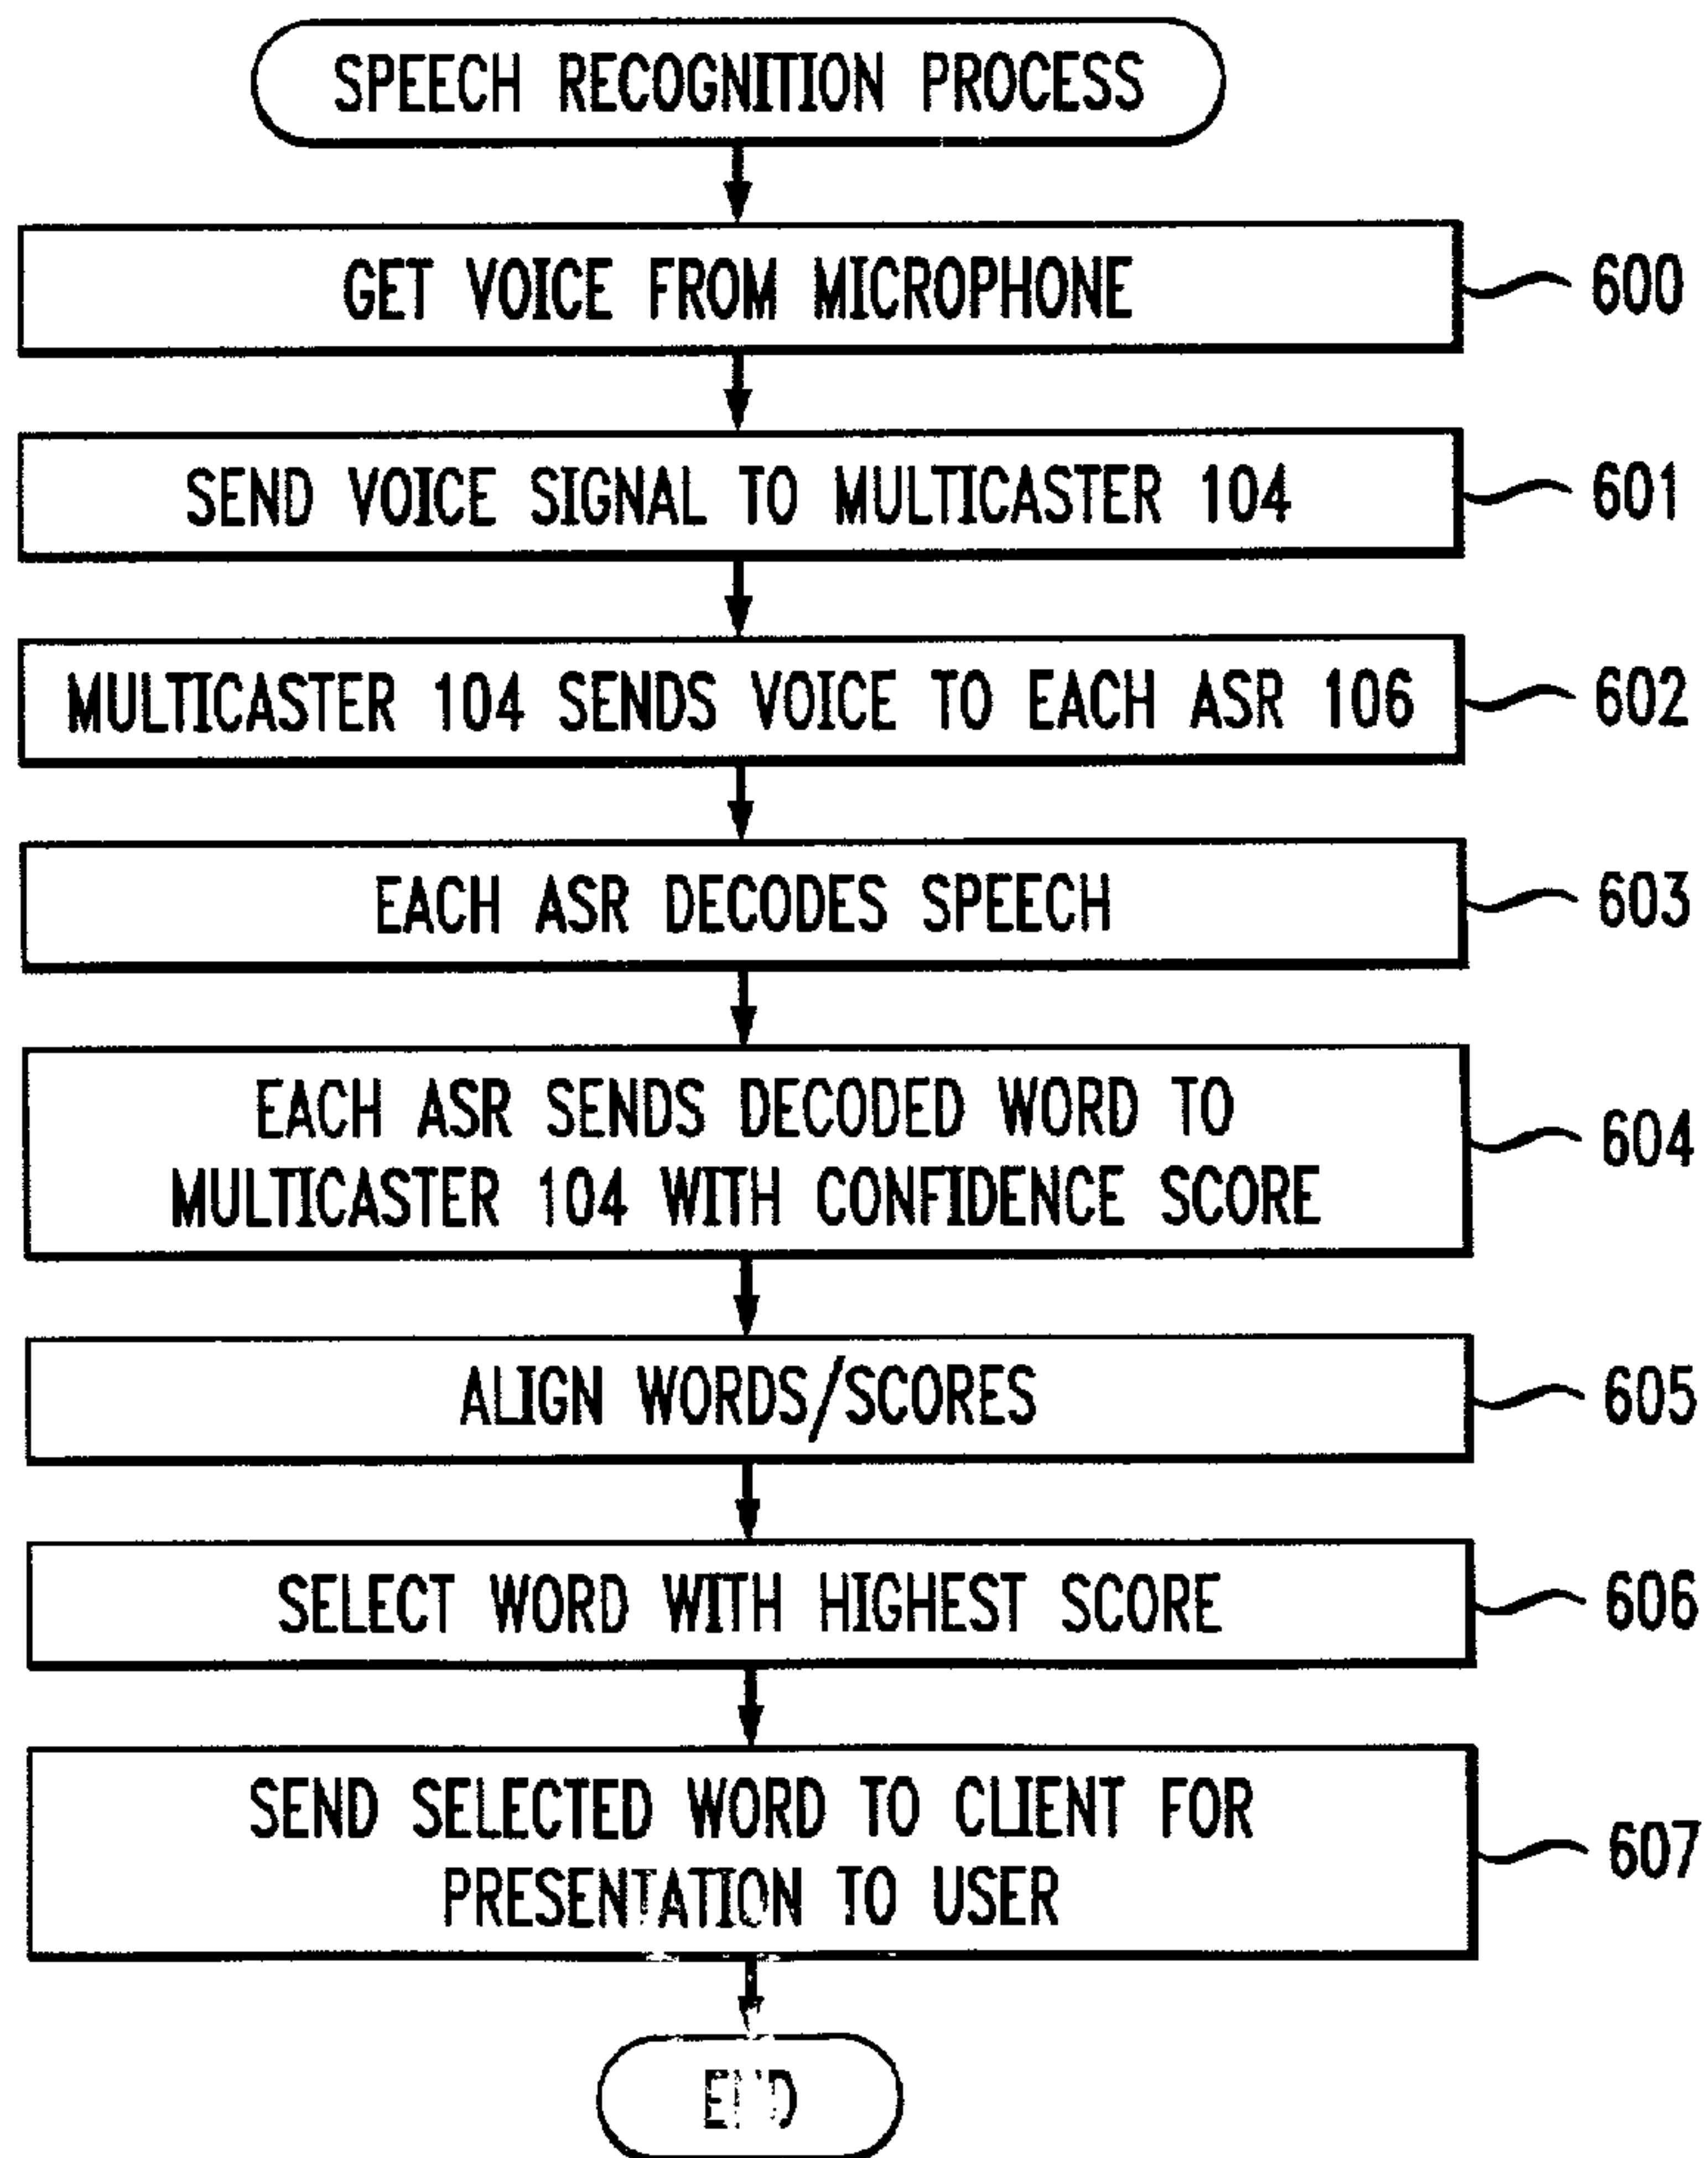 SPEECH RECOGNITION PROCESS
GET VOICE FROM MICROPHONE
600
SEND VOICE SIGNAL TO MULTICASTER 104
601
MULTICASTER 104 SENDS VOICE TO EACH ASR 106
602
EACH ASR DECODES SPEECH
603
EACH ASR SENDS DECODED WORD TO
MULTICASTER 104 WITH CONFIDENCE SCORE
604
ALIGN WORDS/SCORES
605
SELECT WORD WITH HIGHEST SCORE
606
SEND SELECTED WORD TO CLIENT FOR
PRESENTATION TO USER
607
END